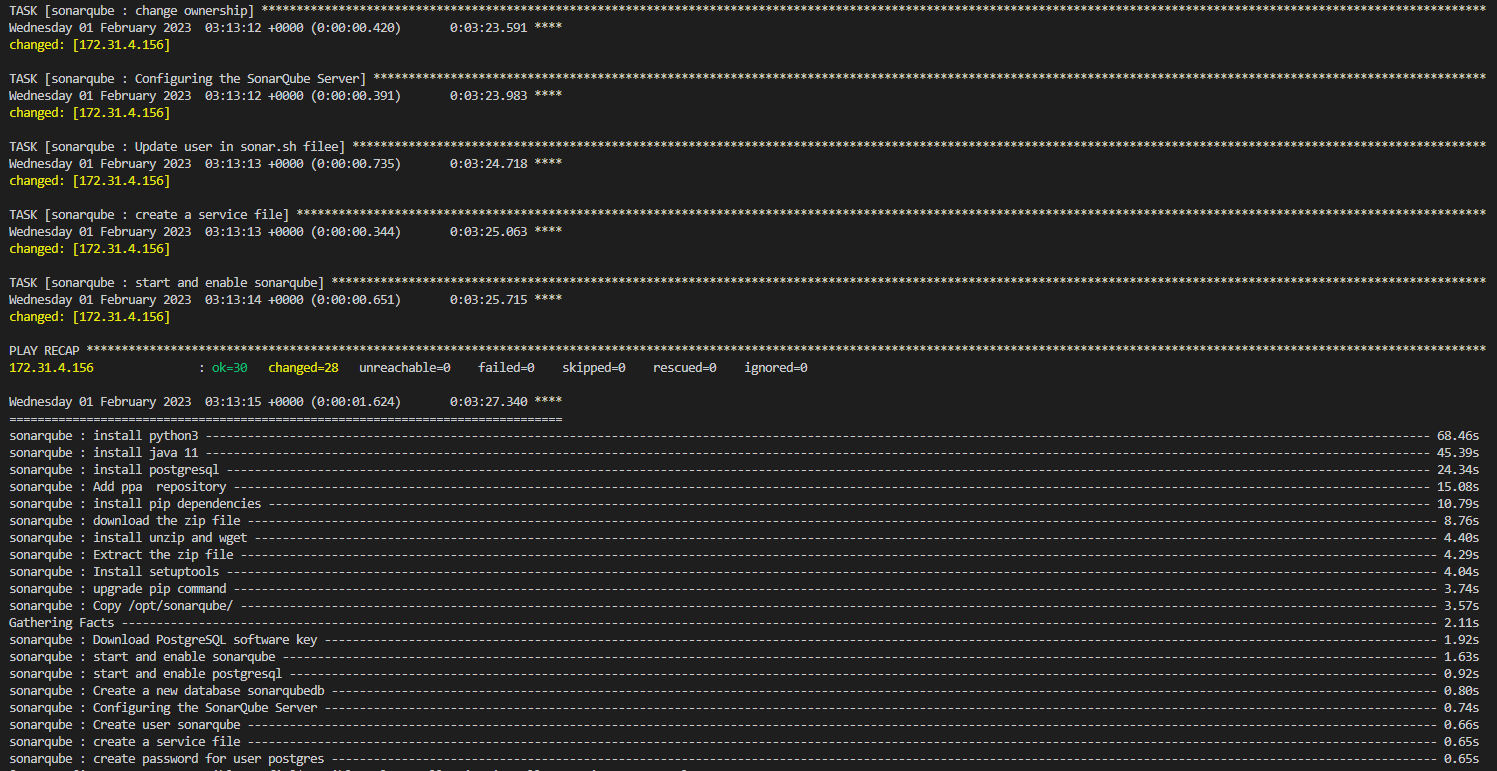 TASK [sonarqube : change ownership] ****************************************************************************************************************************************************************************
Wednesday 01 February 2023  03:13:12 +0000 (0:00:00.420)       0:03:23.591 ****
changed: [172.31.4.156]
TASK [sonarqube : Configuring the SonarQube Server] ************************************************************************************************************************************************************
Wednesday 01 February 2023  03:13:12 +0000 (0:00:00.391)       0:03:23.983 ****
changed: [172.31.4.156]
TASK [sonarqube : Update user in sonar.sh filee] ***************************************************************************************************************************************************************
Wednesday 01 February 2023  03:13:13 +0000 (0:00:00.735)       0:03:24.718 ****
changed: [172.31.4.156]
TASK [sonarqube : create a service file] ***********************************************************************************************************************************************************************
Wednesday 01 February 2023  03:13:13 +0000 (0:00:00.344)       0:03:25.063 ****
changed: [172.31.4.156]
TASK [sonarqube : start and enable sonarqube] ******************************************************************************************************************************************************************
Wednesday 01 February 2023  03:13:14 +0000 (0:00:00.651)       0:03:25.715 ****
changed: [172.31.4.156]
PLAY RECAP *****************************************************************************************************************************************************************************************************
172.31.4.156               : ok=30   changed=28   unreachable=0    failed=0    skipped=0    rescued=0    ignored=0
Wednesday 01 February 2023  03:13:15 +0000 (0:00:01.624)       0:03:27.340 ****
===============================================================================
sonarqube : install python3 ------------------------------------------------------------------------------- 68.46s
sonarqube : install java 11 ------------------------------------------------------------------------------- 45.39s
sonarqube : install postgresql ---------------------------------------------------------------------------- 24.34s
sonarqube : Add ppa  repository --------------------------------------------------------------------------- 15.08s
sonarqube : install pip dependencies ---------------------------------------------------------------------- 10.79s
sonarqube : download the zip file -------------------------------------------------------------------------- 8.76s
sonarqube : install unzip and wget ------------------------------------------------------------------------- 4.40s
sonarqube : Extract the zip file --------------------------------------------------------------------------- 4.29s
sonarqube : Install setuptools ----------------------------------------------------------------------------- 4.04s
sonarqube : upgrade pip command ---------------------------------------------------------------------------- 3.74s
sonarqube : Copy /opt/sonarqube/ --------------------------------------------------------------------------- 3.57s
Gathering Facts -------------------------------------------------------------------------------------------- 2.11s
sonarqube : Download PostgreSQL software key --------------------------------------------------------------- 1.92s
sonarqube : start and enable sonarqube --------------------------------------------------------------------- 1.63s
sonarqube : start and enable postgresql -------------------------------------------------------------------- 0.92s
sonarqube : Create a new database sonarqubedb -------------------------------------------------------------- 0.80s
sonarqube : Configuring the SonarQube Server --------------------------------------------------------------- 0.74s
sonarqube : Create user sonarqube -------------------------------------------------------------------------- 0.66s
sonarqube : create a service file -------------------------------------------------------------------------- 0.65s
sonarqube : create password for user postgres -------------------------------------------------------------- 0.65s